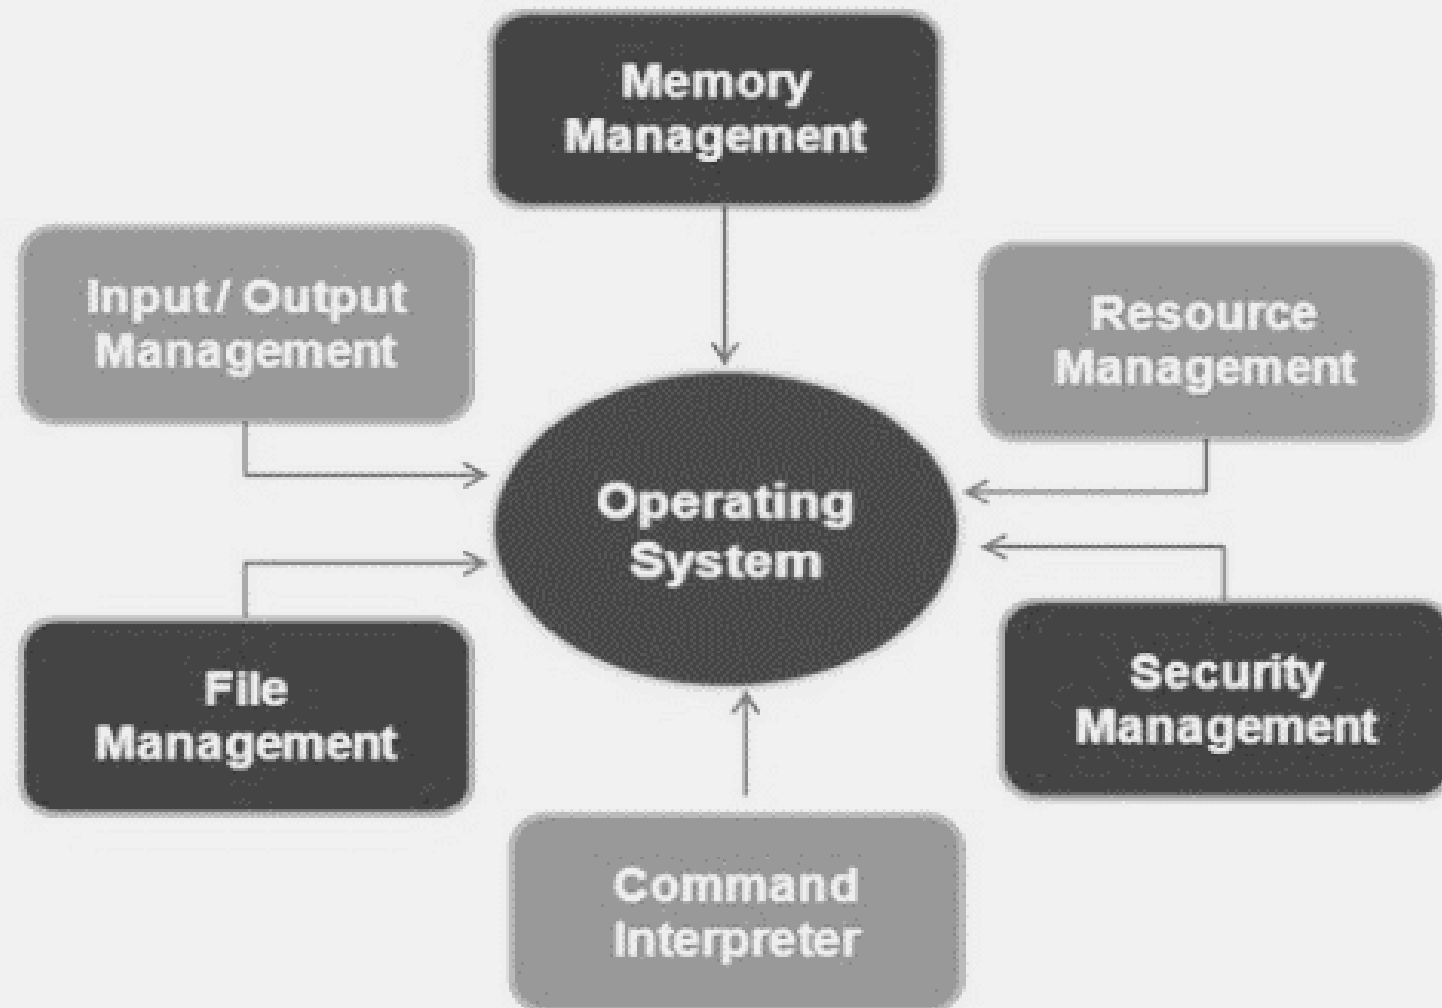 Memory
Management
Input / Output
Management
Resource
Management
Operating
System
File
Management
Security
Management
Command
Interpreter